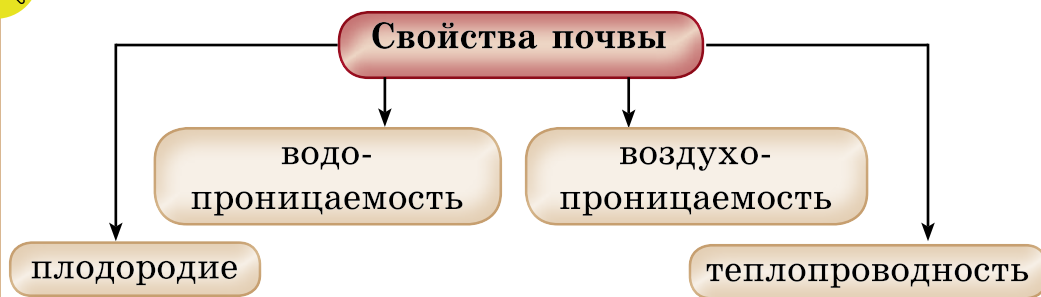 Свойства почвы
водо-
проницаемость
воздухо-
проницаемость
плодородие
теплопроводность